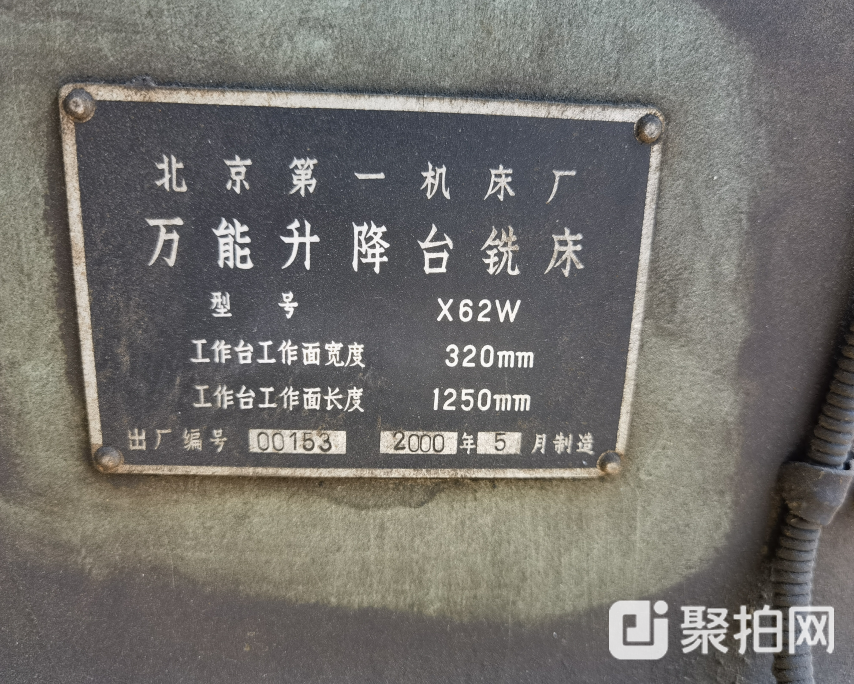 北京第一机床厂
万能升降台铣床
型号 X62W
工作台工作面宽度 320mm
工作台工作面长度 1250mm
出厂编号 00153 2000年5月制造
聚拍网